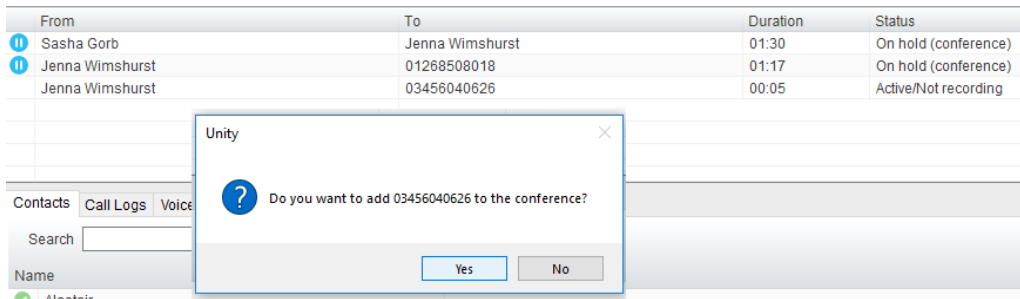 From To Duration Status
Sasha Gorb Jenna Wimshurst 01:30 On hold (conference)
Jenna Wimshurst 01268508018 01:17 On hold (conference)
Jenna Wimshurst 03456040626 00:05 Active/Not recording
Unity
Do you want to add 03456040626 to the conference?
Yes No
Contacts Call Logs Voice
Search
Name